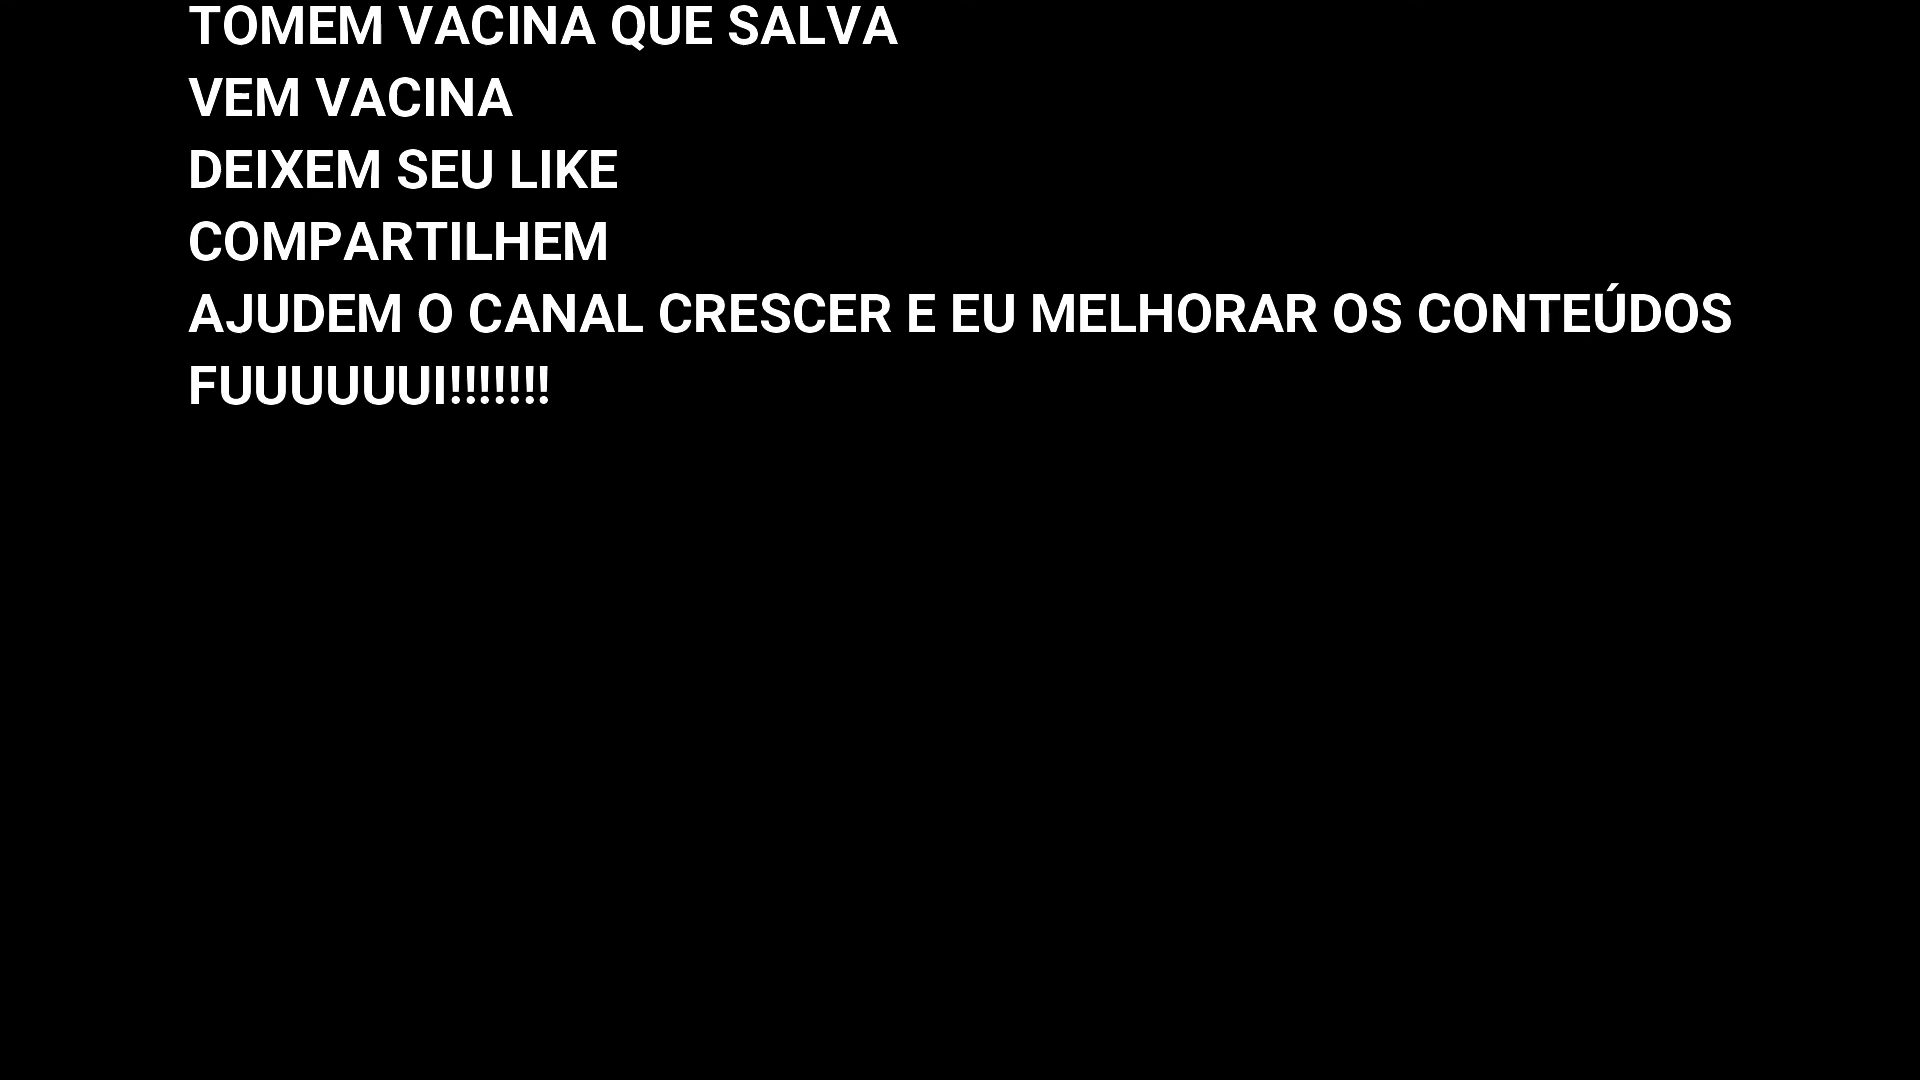 TOMEM VACINA QUE SALVA
VEM VACINA
DEIXEM SEU LIKE
COMPARTILHEM
AJUDEM O CANAL CRESCER E EU MELHORAR OS CONTEÚDOS
FUUUUUUI!!!!!!!